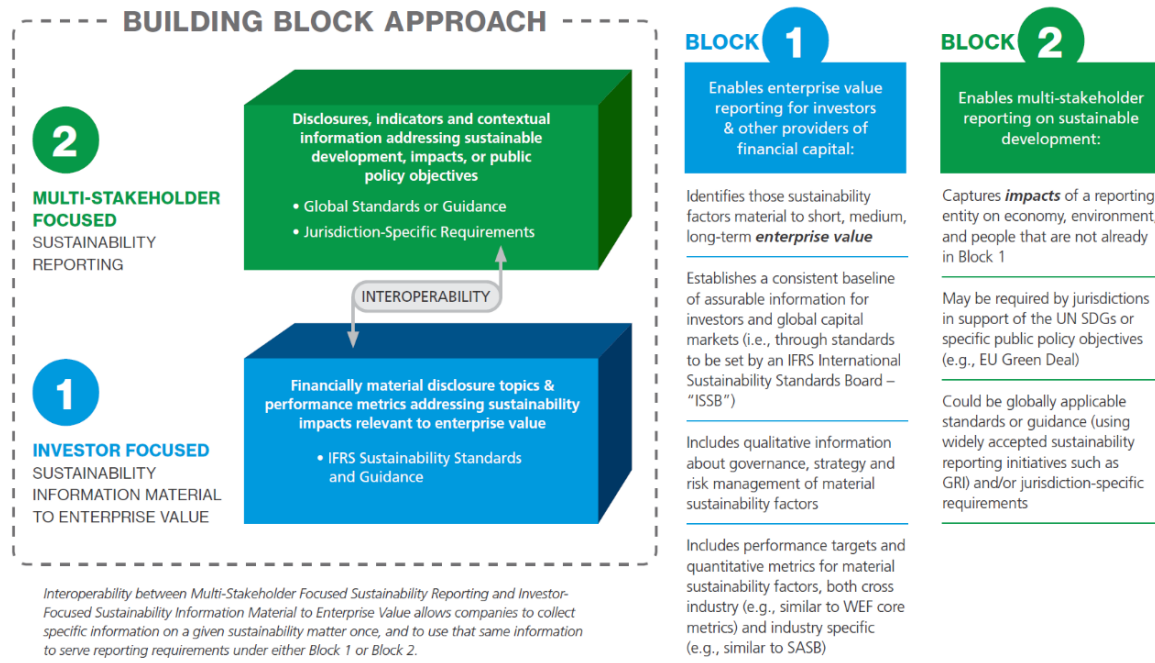 BUILDING BLOCK APPROACH
2
MULTI-STAKEHOLDER
FOCUSED
SUSTAINABILITY
REPORTING
Disclosures, indicators and contextual
information addressing sustainable
development, impacts, or public
policy objectives
• Global Standards or Guidance
• Jurisdiction-Specific Requirements
INTEROPERABILITY
1
INVESTOR FOCUSED
SUSTAINABILITY
INFORMATION MATERIAL
TO ENTERPRISE VALUE
Financially material disclosure topics &
performance metrics addressing sustainability
impacts relevant to enterprise value
• IFRS Sustainability Standards
and Guidance
Interoperability between Multi-Stakeholder Focused Sustainability Reporting and Investor-
Focused Sustainability Information Material to Enterprise Value allows companies to collect
specific information on a given sustainability matter once, and to use that same information
to serve reporting requirements under either Block 1 or Block 2.
BLOCK 1
Enables enterprise value
reporting for investors
& other providers of
financial capital:
Identifies those sustainability
factors material to short, medium,
long-term enterprise value
Establishes a consistent baseline
of assurable information for
investors and global capital
markets (i.e., through standards
to be set by an IFRS International
Sustainability Standards Board –
“ISSB”)
Includes qualitative information
about governance, strategy and
risk management of material
sustainability factors
Includes performance targets and
quantitative metrics for material
sustainability factors, both cross
industry (e.g., similar to WEF core
metrics) and industry specific
(e.g., similar to SASB)
BLOCK 2
Enables multi-stakeholder
reporting on sustainable
development:
Captures impacts of a reporting
entity on economy, environment,
and people that are not already
in Block 1
May be required by jurisdictions
in support of the UN SDGs or
specific public policy objectives
(e.g., EU Green Deal)
Could be globally applicable
standards or guidance (using
widely accepted sustainability
reporting initiatives such as
GRI) and/or jurisdiction-specific
requirements